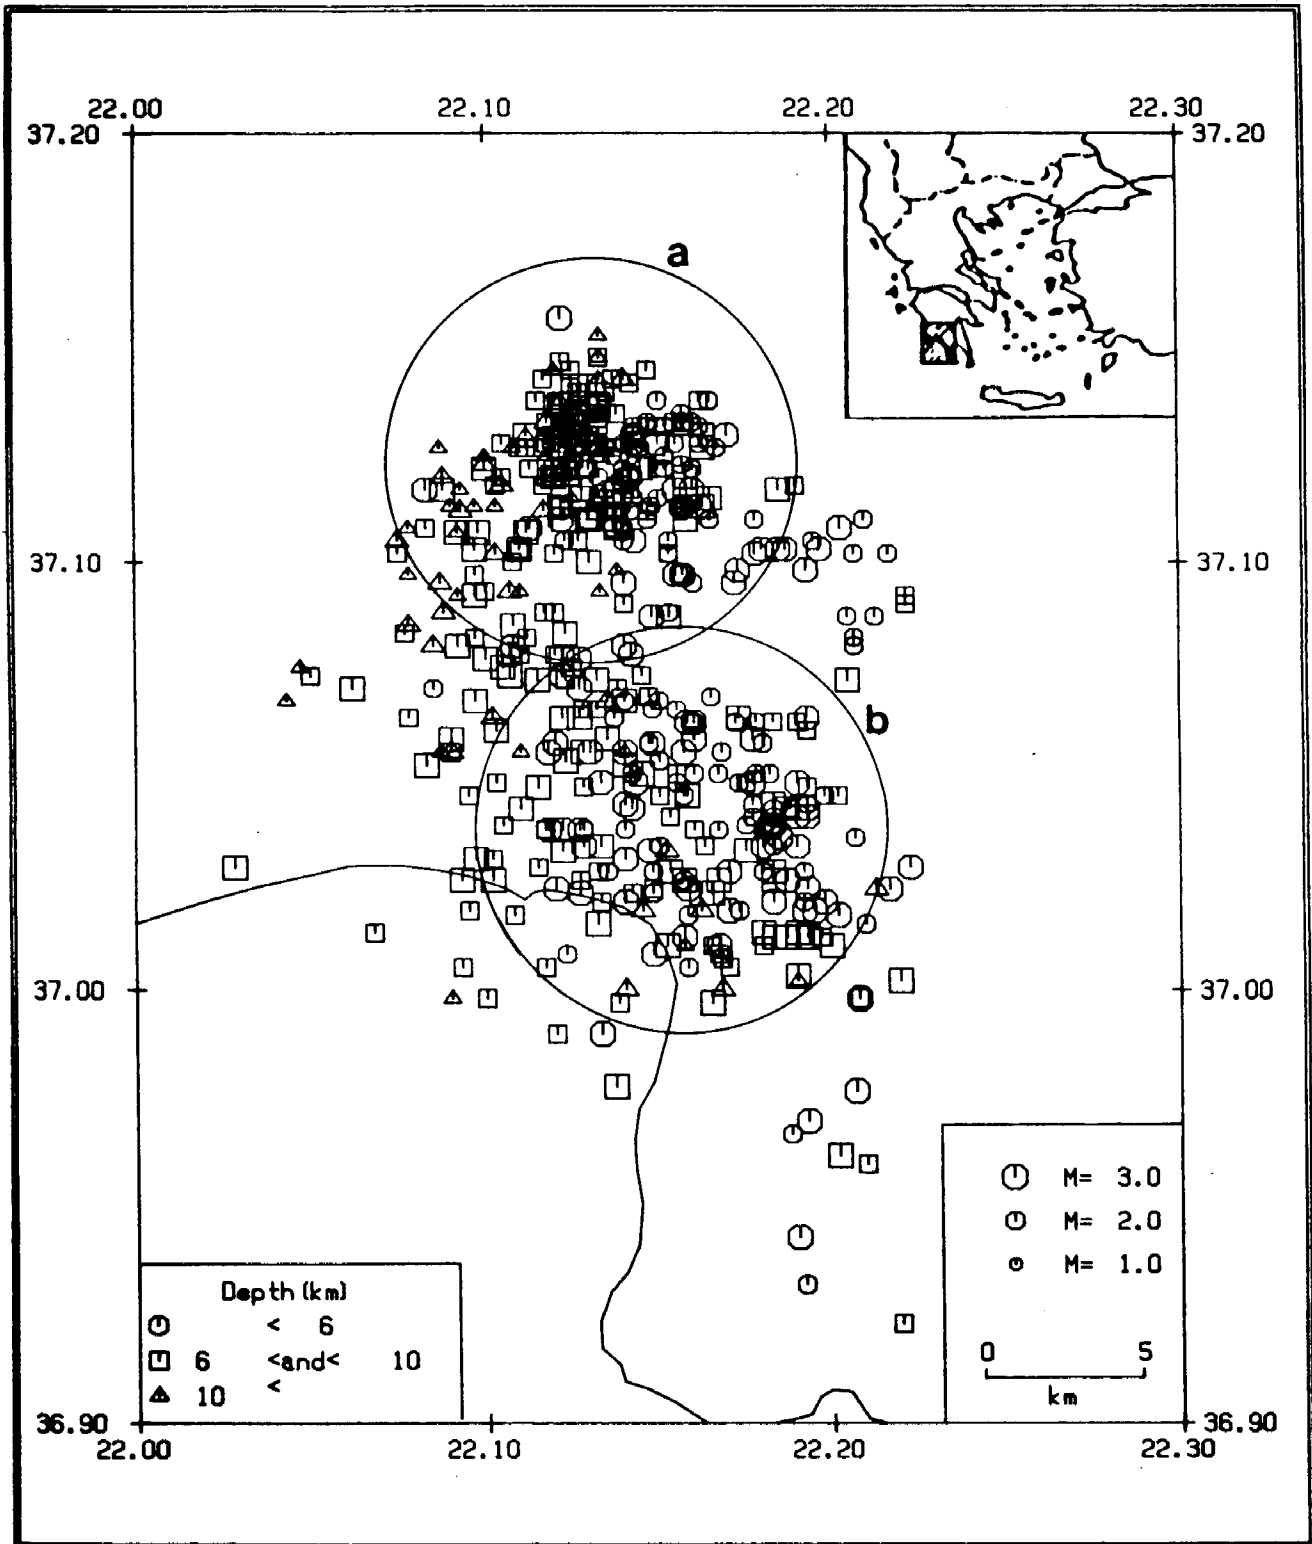 22.00 22.10 22.20 22.30
37.20 37.20
a
37.10 37.10
b
37.00 37.00
M= 3.0
M= 2.0
M= 1.0
Depth (km)
< 6
6 <and< 10
10 <
0 5
km
36.90 36.90
22.00 22.10 22.20 22.30